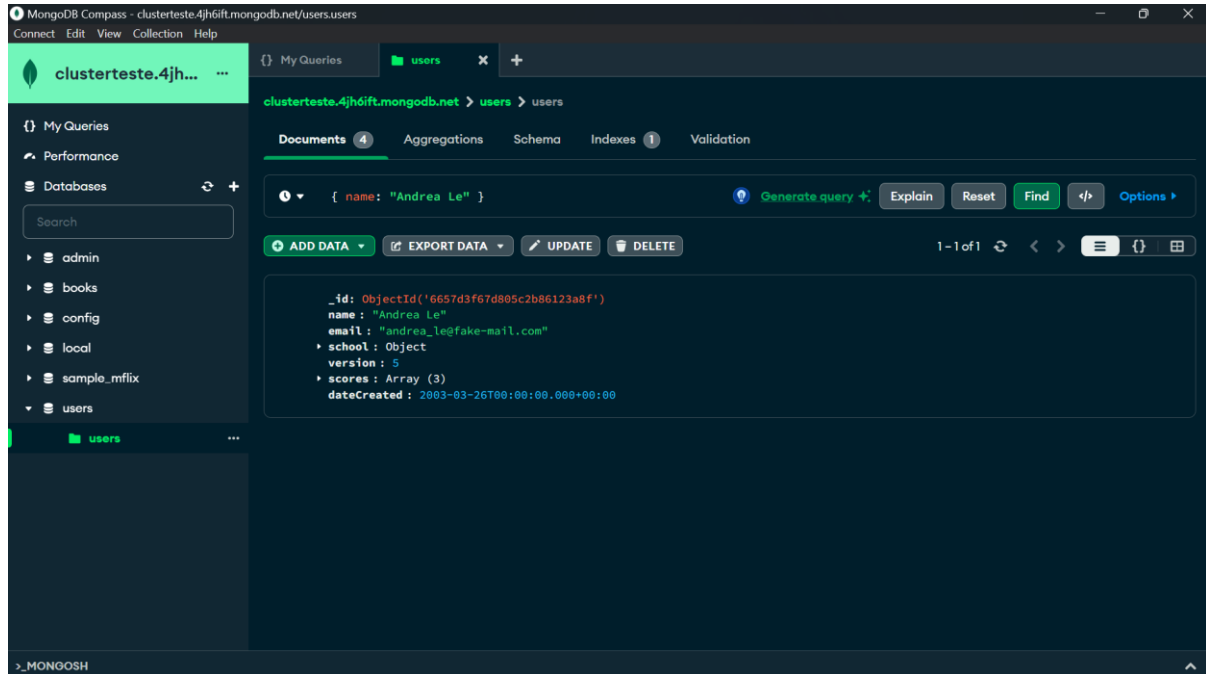 MongoDB Compass - clusterteste.4jh6ift.mongodb.net/users.users
Connect Edit View Collection Help
clusterteste.4jh... ...
{} My Queries
Performance
Databases
Search
admin
books
config
local
sample_mflix
users
users ...
{} My Queries
users
clusterteste.4jh6ift.mongodb.net > users > users
Documents 4 Aggregations Schema Indexes 1 Validation
{ name: "Andrea Le" } Generate query Explain Reset Find </> Options
ADD DATA EXPORT DATA UPDATE DELETE 1-1 of 1 {}
_id: ObjectId('6657d3f67d805c2b86123a8f')
name : "Andrea Le"
email : "andrea_le@fake-mail.com"
school : Object
version : 5
scores : Array (3)
dateCreated : 2003-03-26T00:00:00.000+00:00
>_MONGOSH